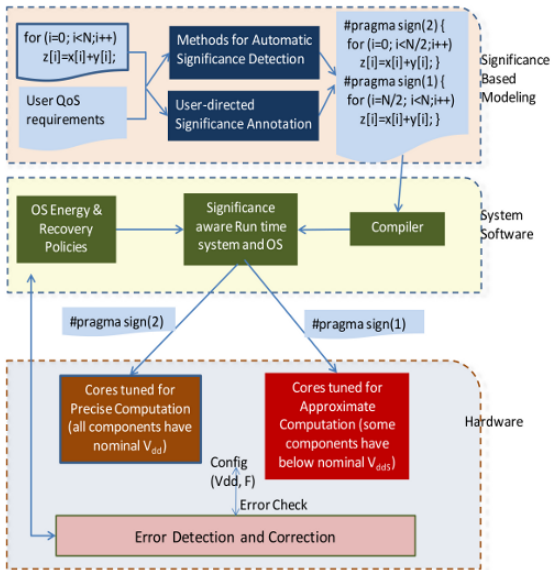 for (i=0; i<N;i++)
z[i]=x[i]+y[i];
User QoS
requirements
Methods for Automatic
Significance Detection
User-directed
Significance Annotation
#pragma sign(2) {
for (i=0; i<N/2;i++)
z[i]=x[i]+y[i]; }
#pragma sign(1) {
for (i=N/2; i<N;i++)
z[i]=x[i]+y[i]; }
Significance
Based
Modeling
OS Energy &
Recovery
Policies
Significance
aware Run time
system and OS
Compiler
System
Software
#pragma sign(2)
#pragma sign(1)
Cores tuned for
Precise Computation
(all components have
nominal Vdd)
Cores tuned for
Approximate
Computation (some
components have
below nominal VddS)
Hardware
Config
(Vdd, F)
Error Check
Error Detection and Correction